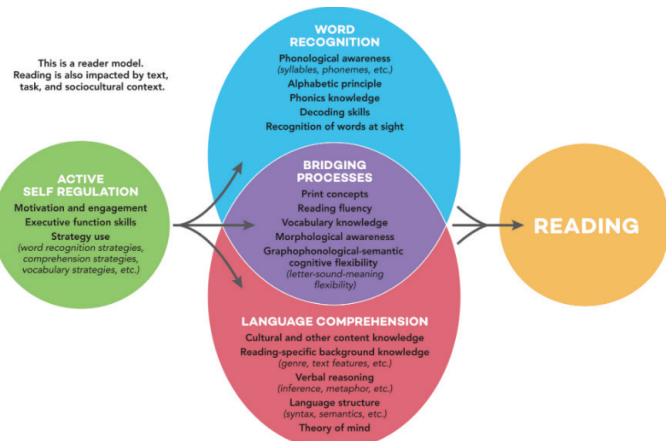 This is a reader model.
Reading is also impacted by text,
task, and sociocultural context.
WORD
RECOGNITION
Phonological awareness
(syllables, phonemes, etc.)
Alphabetic principle
Phonics knowledge
Decoding skills
Recognition of words at sight
ACTIVE
SELF REGULATION
Motivation and engagement
Executive function skills
Strategy use
(word recognition strategies,
comprehension strategies,
vocabulary strategies, etc.)
BRIDGING
PROCESSES
Print concepts
Reading fluency
Vocabulary knowledge
Morphological awareness
Graphophonological-semantic
cognitive flexibility
(letter-sound-meaning
flexibility)
LANGUAGE COMPREHENSION
Cultural and other content knowledge
Reading-specific background knowledge
(genre, text features, etc.)
Verbal reasoning
(inference, metaphor, etc.)
Language structure
(syntax, semantics, etc.)
Theory of mind
READING